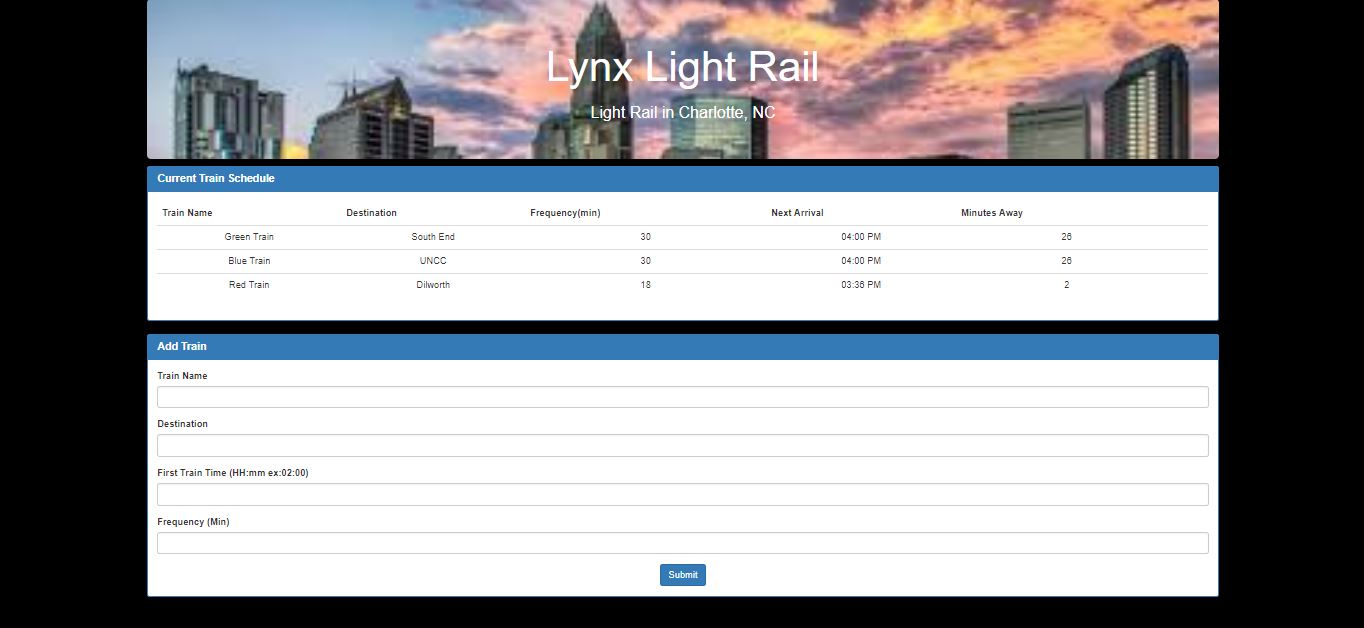 Lynx Light Rail
Light Rail in Charlotte, NC
Current Train Schedule
Train Name Destination Frequency(min) Next Arrival Minutes Away
Green Train South End 30 04:00 PM 26
Blue Train UNCC 30 04:00 PM 26
Red Train Dilworth 18 03:36 PM 2
Add Train
Train Name
Destination
First Train Time (HH:mm ex:02:00)
Frequency (Min)
Submit